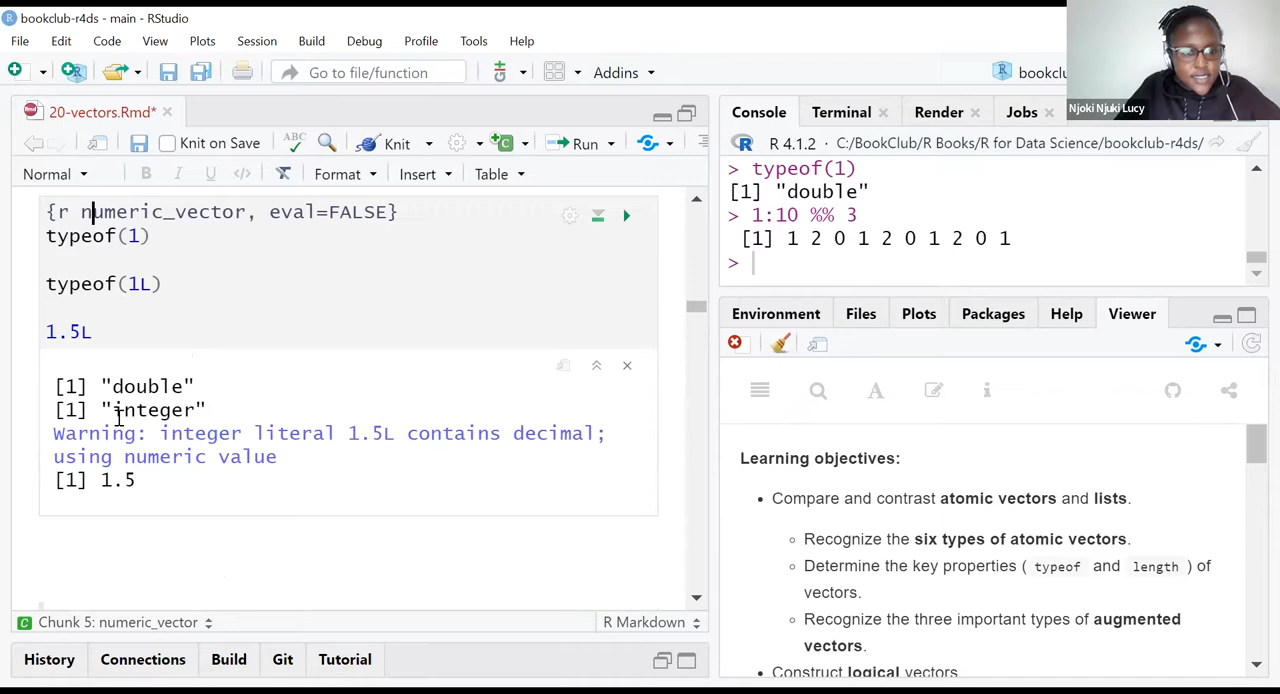 bookclub-r4ds - main - RStudio
File Edit Code View Plots Session Build Debug Profile Tools Help
Go to file/function Addins
Njoki Njuki Lucy
20-vectors.Rmd*
Knit on Save ABC Knit Run
Normal B I U </> Format Insert Table
{r numeric_vector, eval=FALSE}
typeof(1)
typeof(1L)
1.5L
[1] "double"
[1] "integer"
Warning: integer literal 1.5L contains decimal;
using numeric value
[1] 1.5
Chunk 5: numeric_vector R Markdown
History Connections Build Git Tutorial
Console Terminal Render Jobs
R 4.1.2 · C:/BookClub/R Books/R for Data Science/bookclub-r4ds/
> typeof(1)
[1] "double"
> 1:10 %% 3
[1] 1 2 0 1 2 0 1 2 0 1
>
Environment Files Plots Packages Help Viewer
Learning objectives:
• Compare and contrast atomic vectors and lists.
○ Recognize the six types of atomic vectors.
○ Determine the key properties ( typeof and length ) of
vectors.
○ Recognize the three important types of augmented
vectors.
• Construct logical vectors